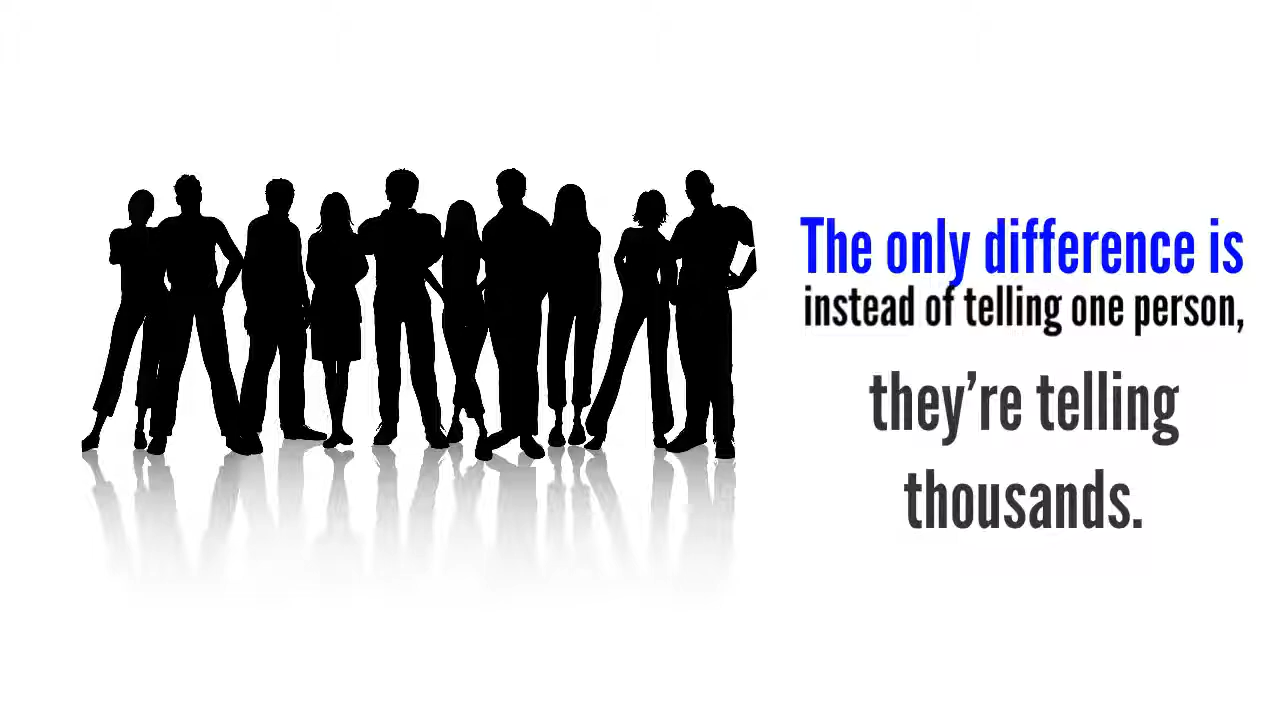 The only difference is
instead of telling one person,
they’re telling
thousands.